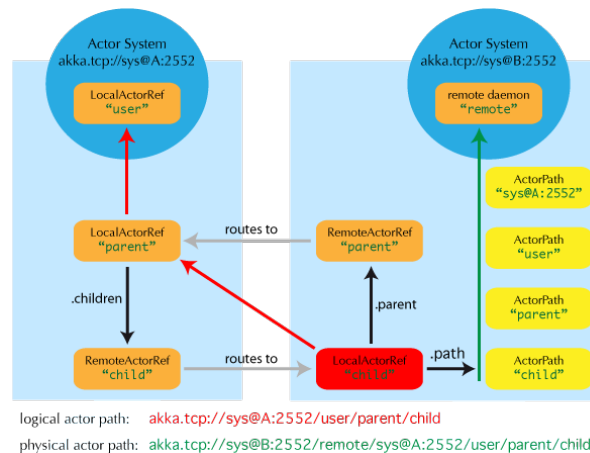 Actor System
akka.tcp://sys@A:2552
LocalActorRef
“user”
LocalActorRef
“parent”
.children
RemoteActorRef
“child”
routes to
routes to
Actor System
akka.tcp://sys@B:2552
remote daemon
“remote”
RemoteActorRef
“parent”
.parent
LocalActorRef
“child”
.path
ActorPath
“sys@A:2552”
ActorPath
“user”
ActorPath
“parent”
ActorPath
“child”
logical actor path: akka.tcp://sys@A:2552/user/parent/child
physical actor path: akka.tcp://sys@B:2552/remote/sys@A:2552/user/parent/child